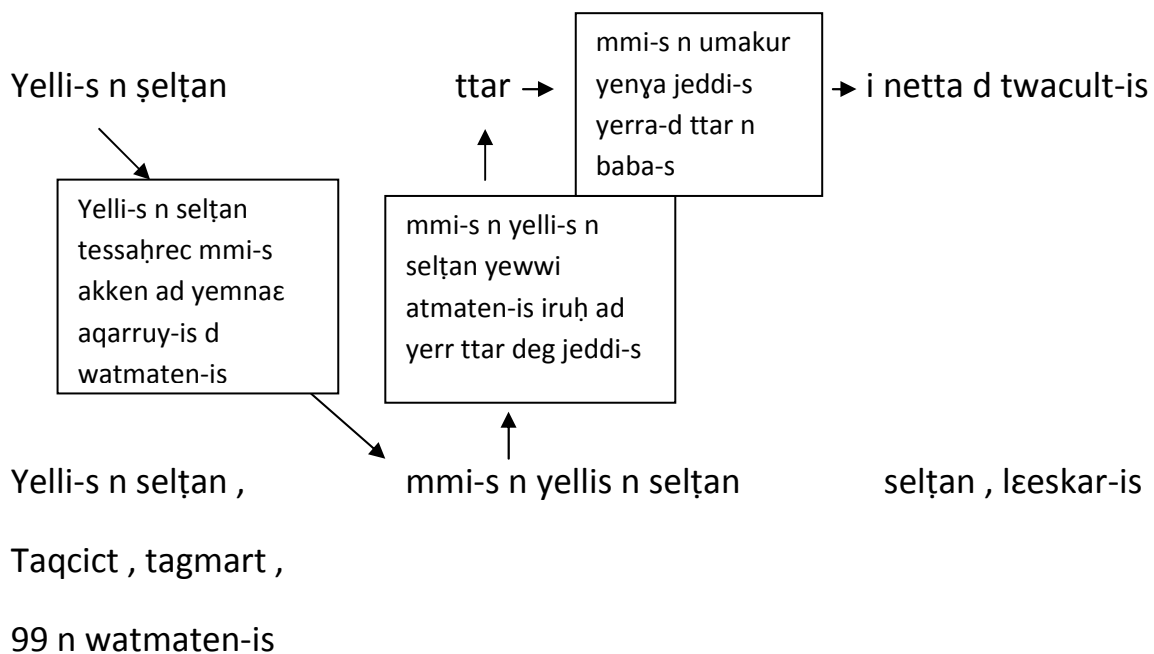 Yelli-s n ṣelṭan
ttar
mmi-s n umakur
yenɣa jeddi-s
yerra-d ttar n
baba-s
i netta d twacult-is
Yelli-s n selṭan
tessaḥrec mmi-s
akken ad yemnaɛ
aqarruy-is d
watmaten-is
mmi-s n yelli-s n
selṭan yewwi
atmaten-is iruḥ ad
yerr ttar deg jeddi-s
Yelli-s n selṭan ,
mmi-s n yellis n selṭan
selṭan , lɛeskar-is
Taqcict , tagmart ,
99 n watmaten-is